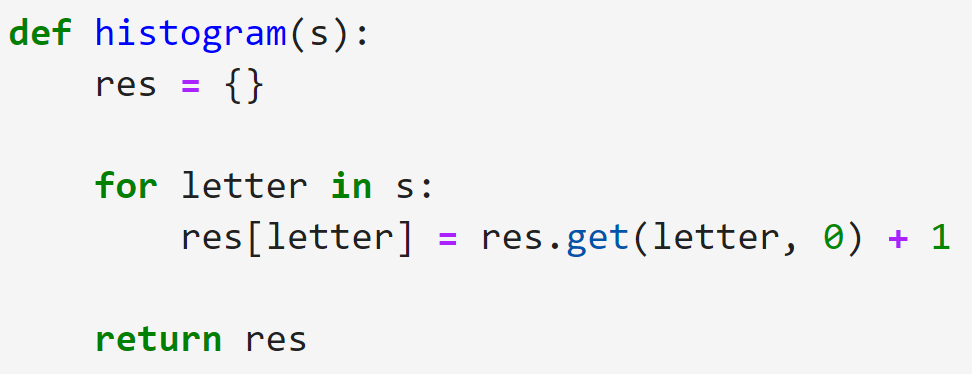 def histogram(s):
    res = {}
    for letter in s:
        res[letter] = res.get(letter, 0) + 1
    return res